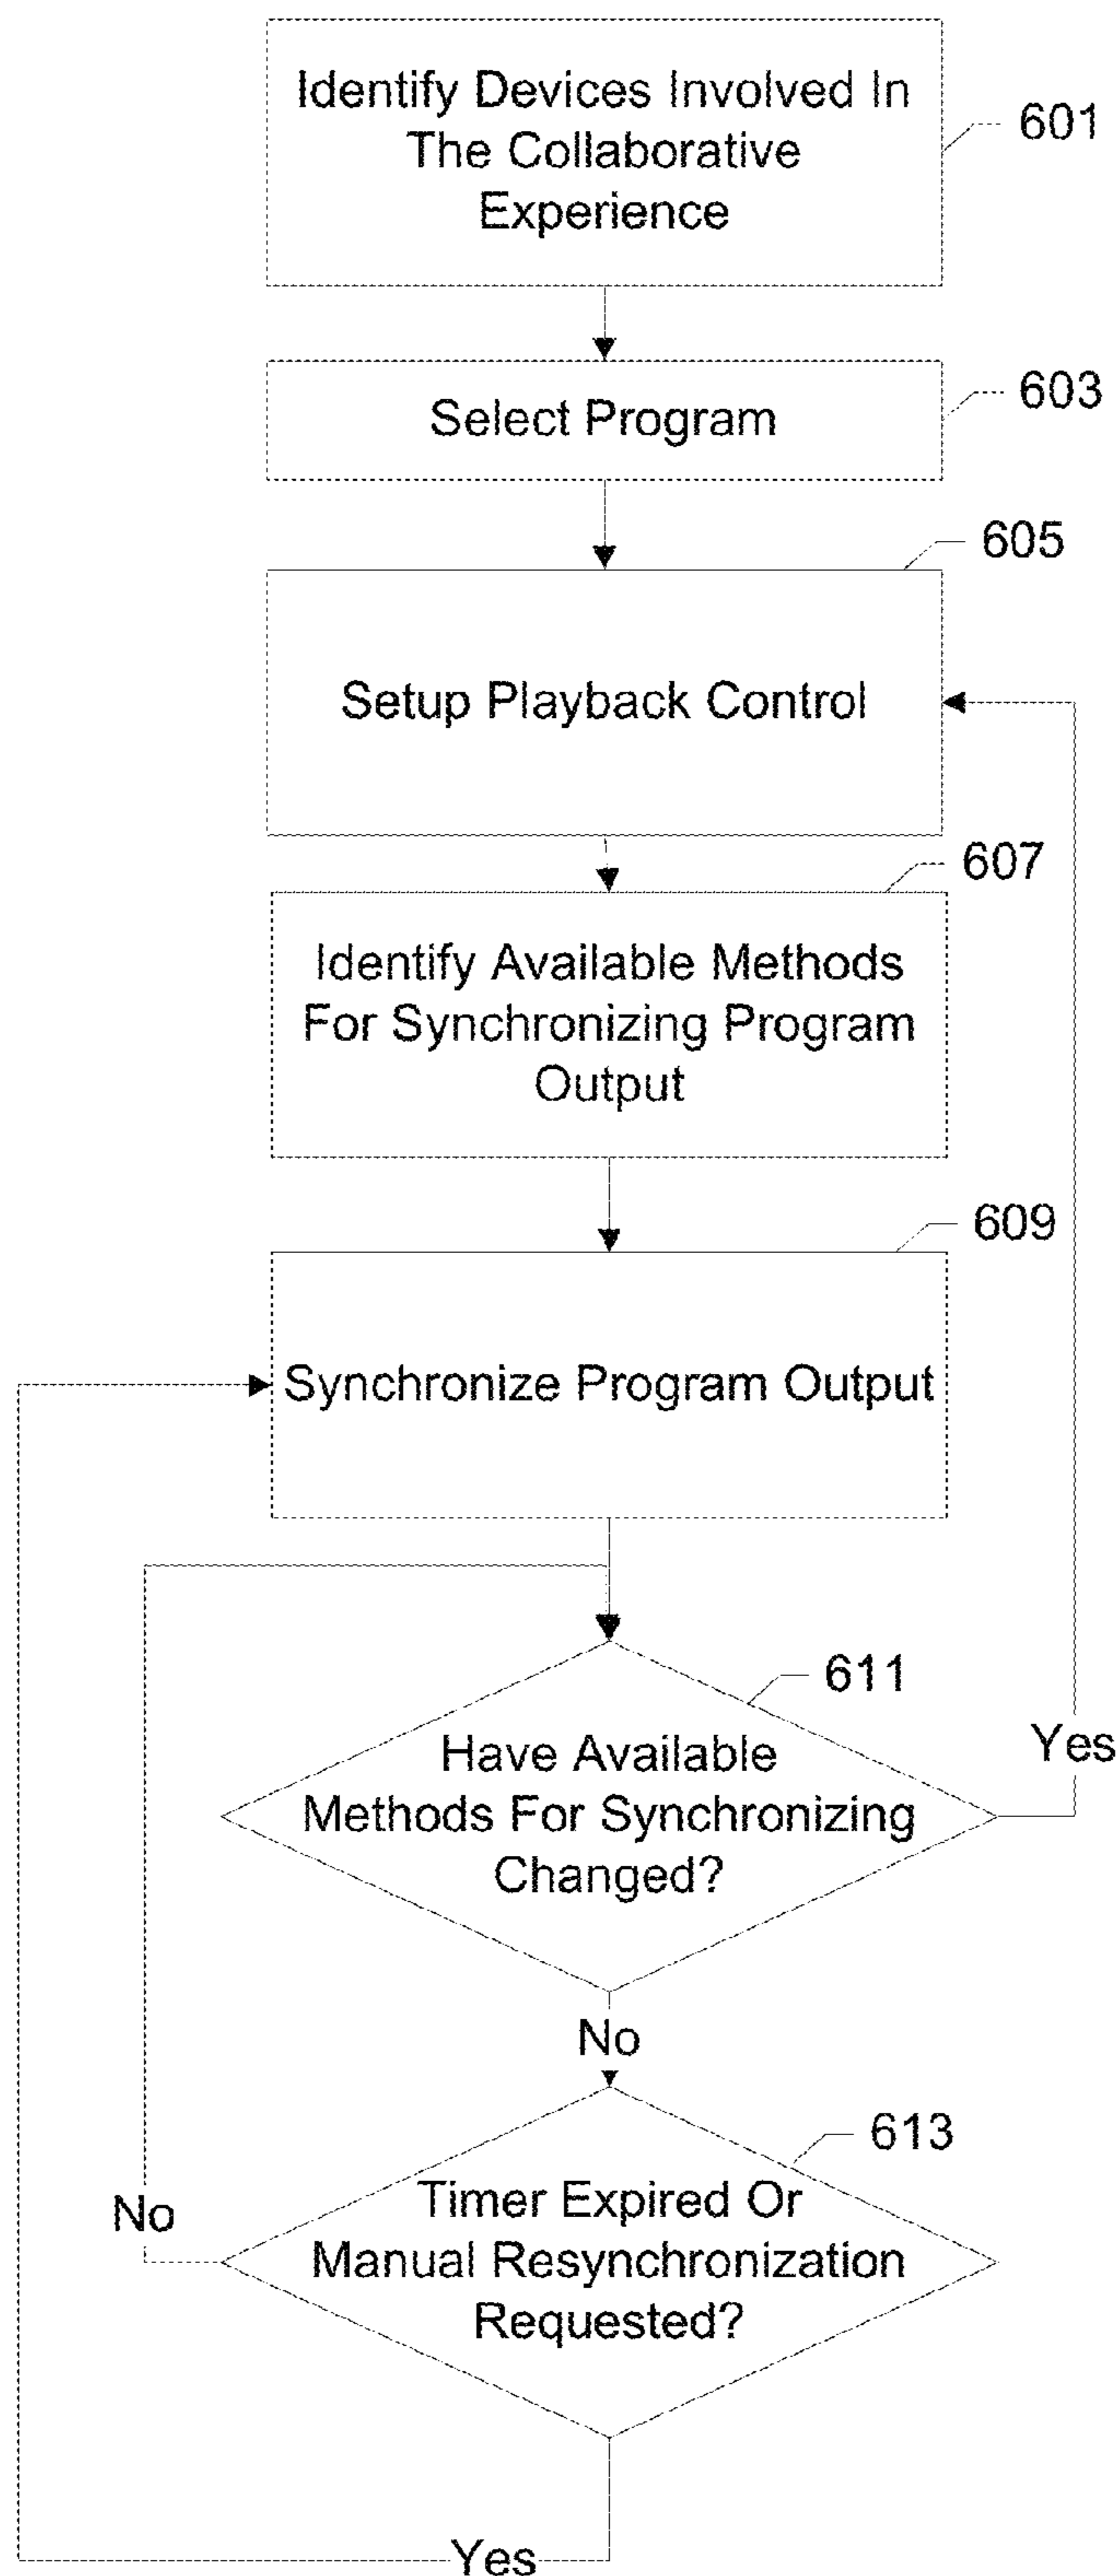 Identify Devices Involved In
The Collaborative
Experience
601
Select Program
603
605
Setup Playback Control
607
Identify Available Methods
For Synchronizing Program
Output
609
Synchronize Program Output
611
Have Available
Methods For Synchronizing
Changed?
Yes
No
613
Timer Expired Or
Manual Resynchronization
Requested?
No
Yes